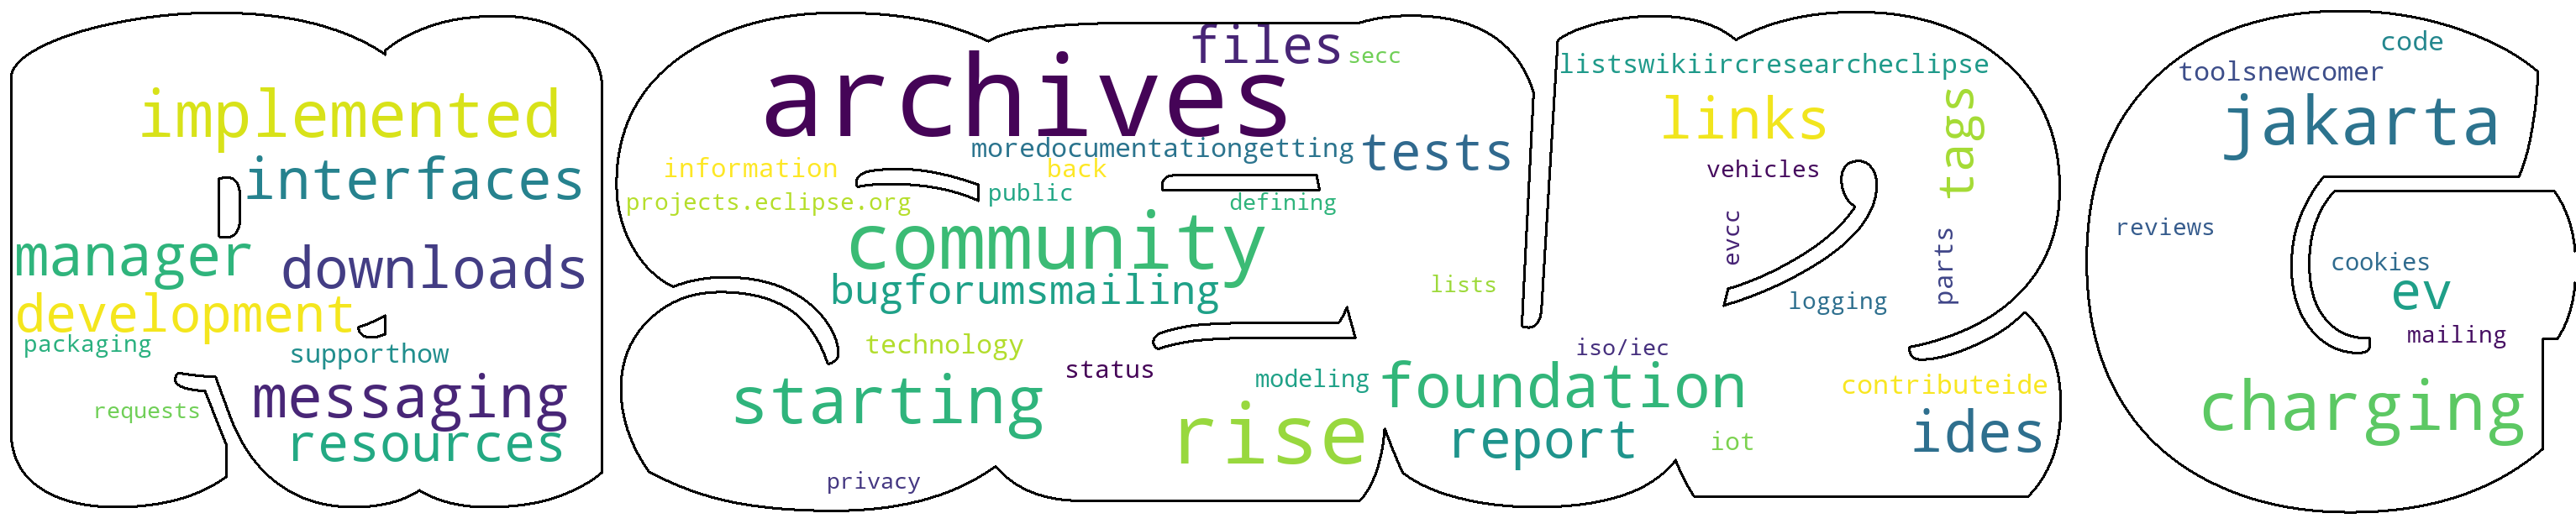 implemented
interfaces
manager
downloads
development
packaging
supporthow
messaging
requests
resources
files
secc
archives
moredocumentationgetting
tests
information
back
public
projects.eclipse.org
defining
community
bugforumsmailing
lists
technology
status
modeling
starting
rise
privacy
listswikiircresearcheclipse
links
tags
vehicles
evcc
parts
logging
iso/iec
foundation
contributeide
report
iot
ides
code
toolsnewcomer
jakarta
reviews
cookies
ev
mailing
charging